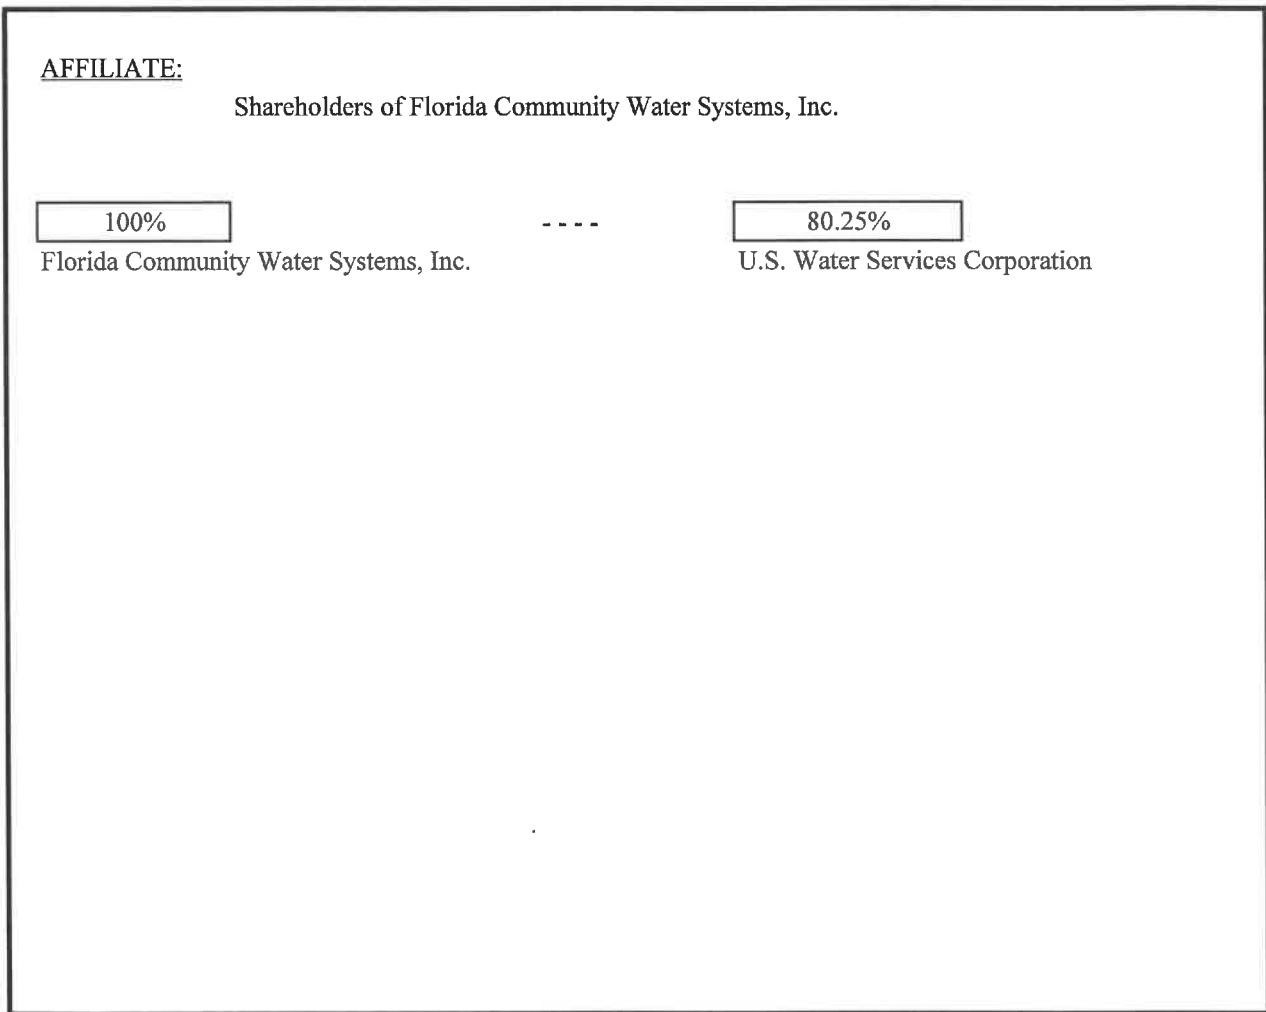 AFFILIATE:
Shareholders of Florida Community Water Systems, Inc.
100% ---- 80.25%
Florida Community Water Systems, Inc. U.S. Water Services Corporation